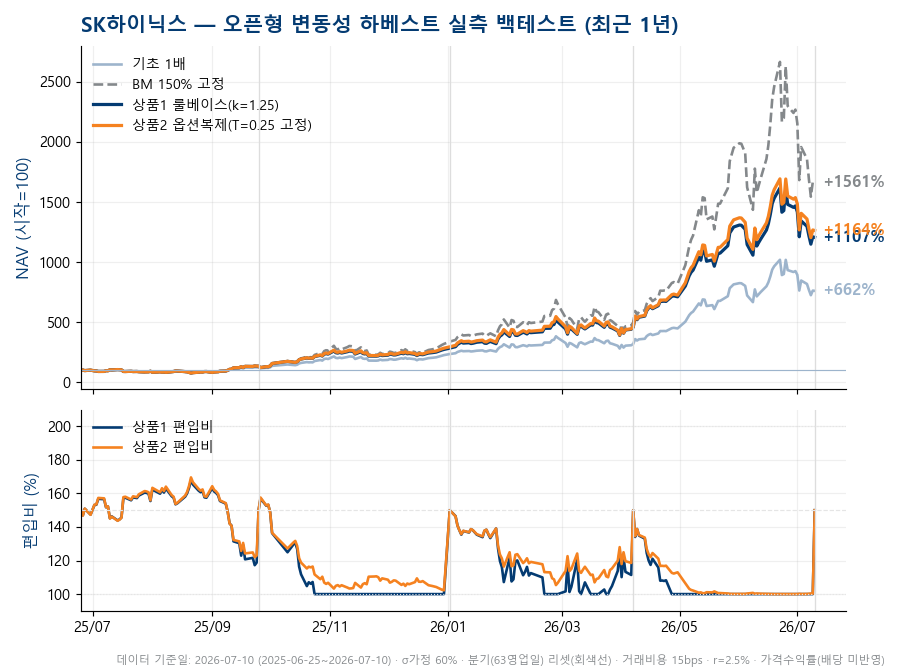 SK하이닉스 — 오픈형 변동성 하베스트 실측 백테스트 (최근 1년)
기초 1배
BM 150% 고정
상품1 룰베이스(k=1.25)
상품2 옵션복제(T=0.25 고정)
NAV (시작=100)
2500
2000
1500
1000
500
0
+1561%
+1164%
+1107%
+662%
상품1 편입비
상품2 편입비
편입비 (%)
200
180
160
140
120
100
25/07
25/09
25/11
26/01
26/03
26/05
26/07
데이터 기준일: 2026-07-10 (2025-06-25~2026-07-10) · σ가정 60% · 분기(63영업일) 리셋(회색선) · 거래비용 15bps · r=2.5% · 가격수익률(배당 미반영)